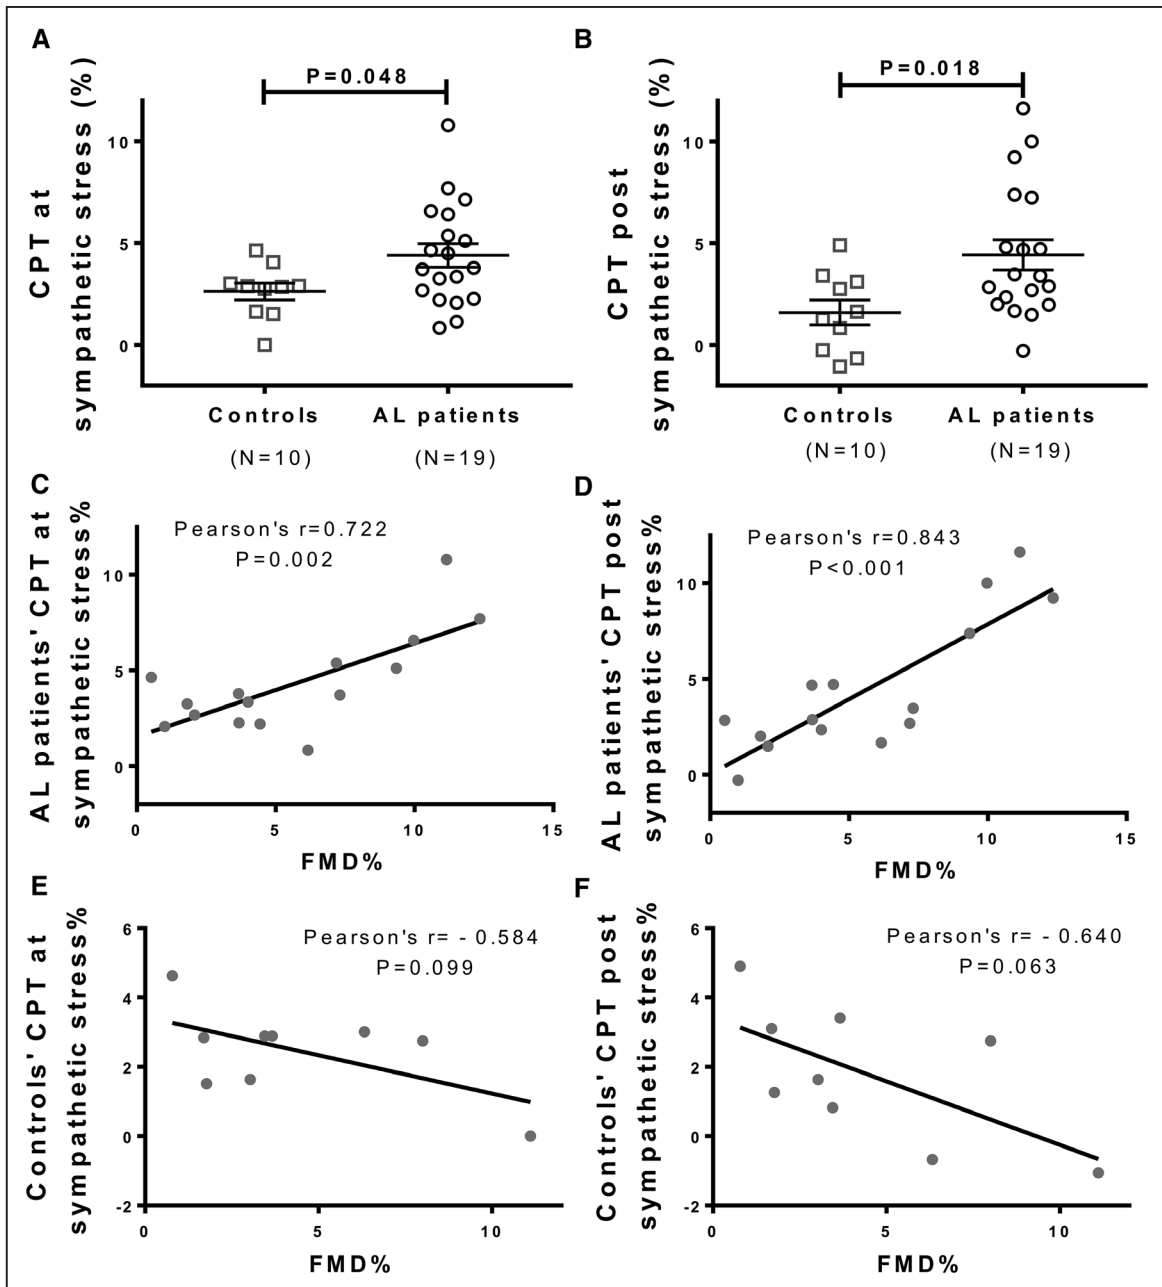 A
CPT at
sympathetic stress (%)
P=0.048
10
5
0
Controls
(N=10)
AL patients
(N=19)
B
CPT post
sympathetic stress (%)
P=0.018
10
5
0
Controls
(N=10)
AL patients
(N=19)
C
AL patients' CPT at
sympathetic stress%
Pearson's r=0.722
P=0.002
10
5
0
0 5 10 15
FMD%
D
AL patients' CPT post
sympathetic stress%
Pearson's r=0.843
P<0.001
10
5
0
0 5 10 15
FMD%
E
Controls' CPT at
sympathetic stress%
Pearson's r= - 0.584
P=0.099
6
4
2
0
-2
0 5 10
FMD%
F
Controls' CPT post
sympathetic stress%
Pearson's r= - 0.640
P=0.063
6
4
2
0
-2
0 5 10
FMD%